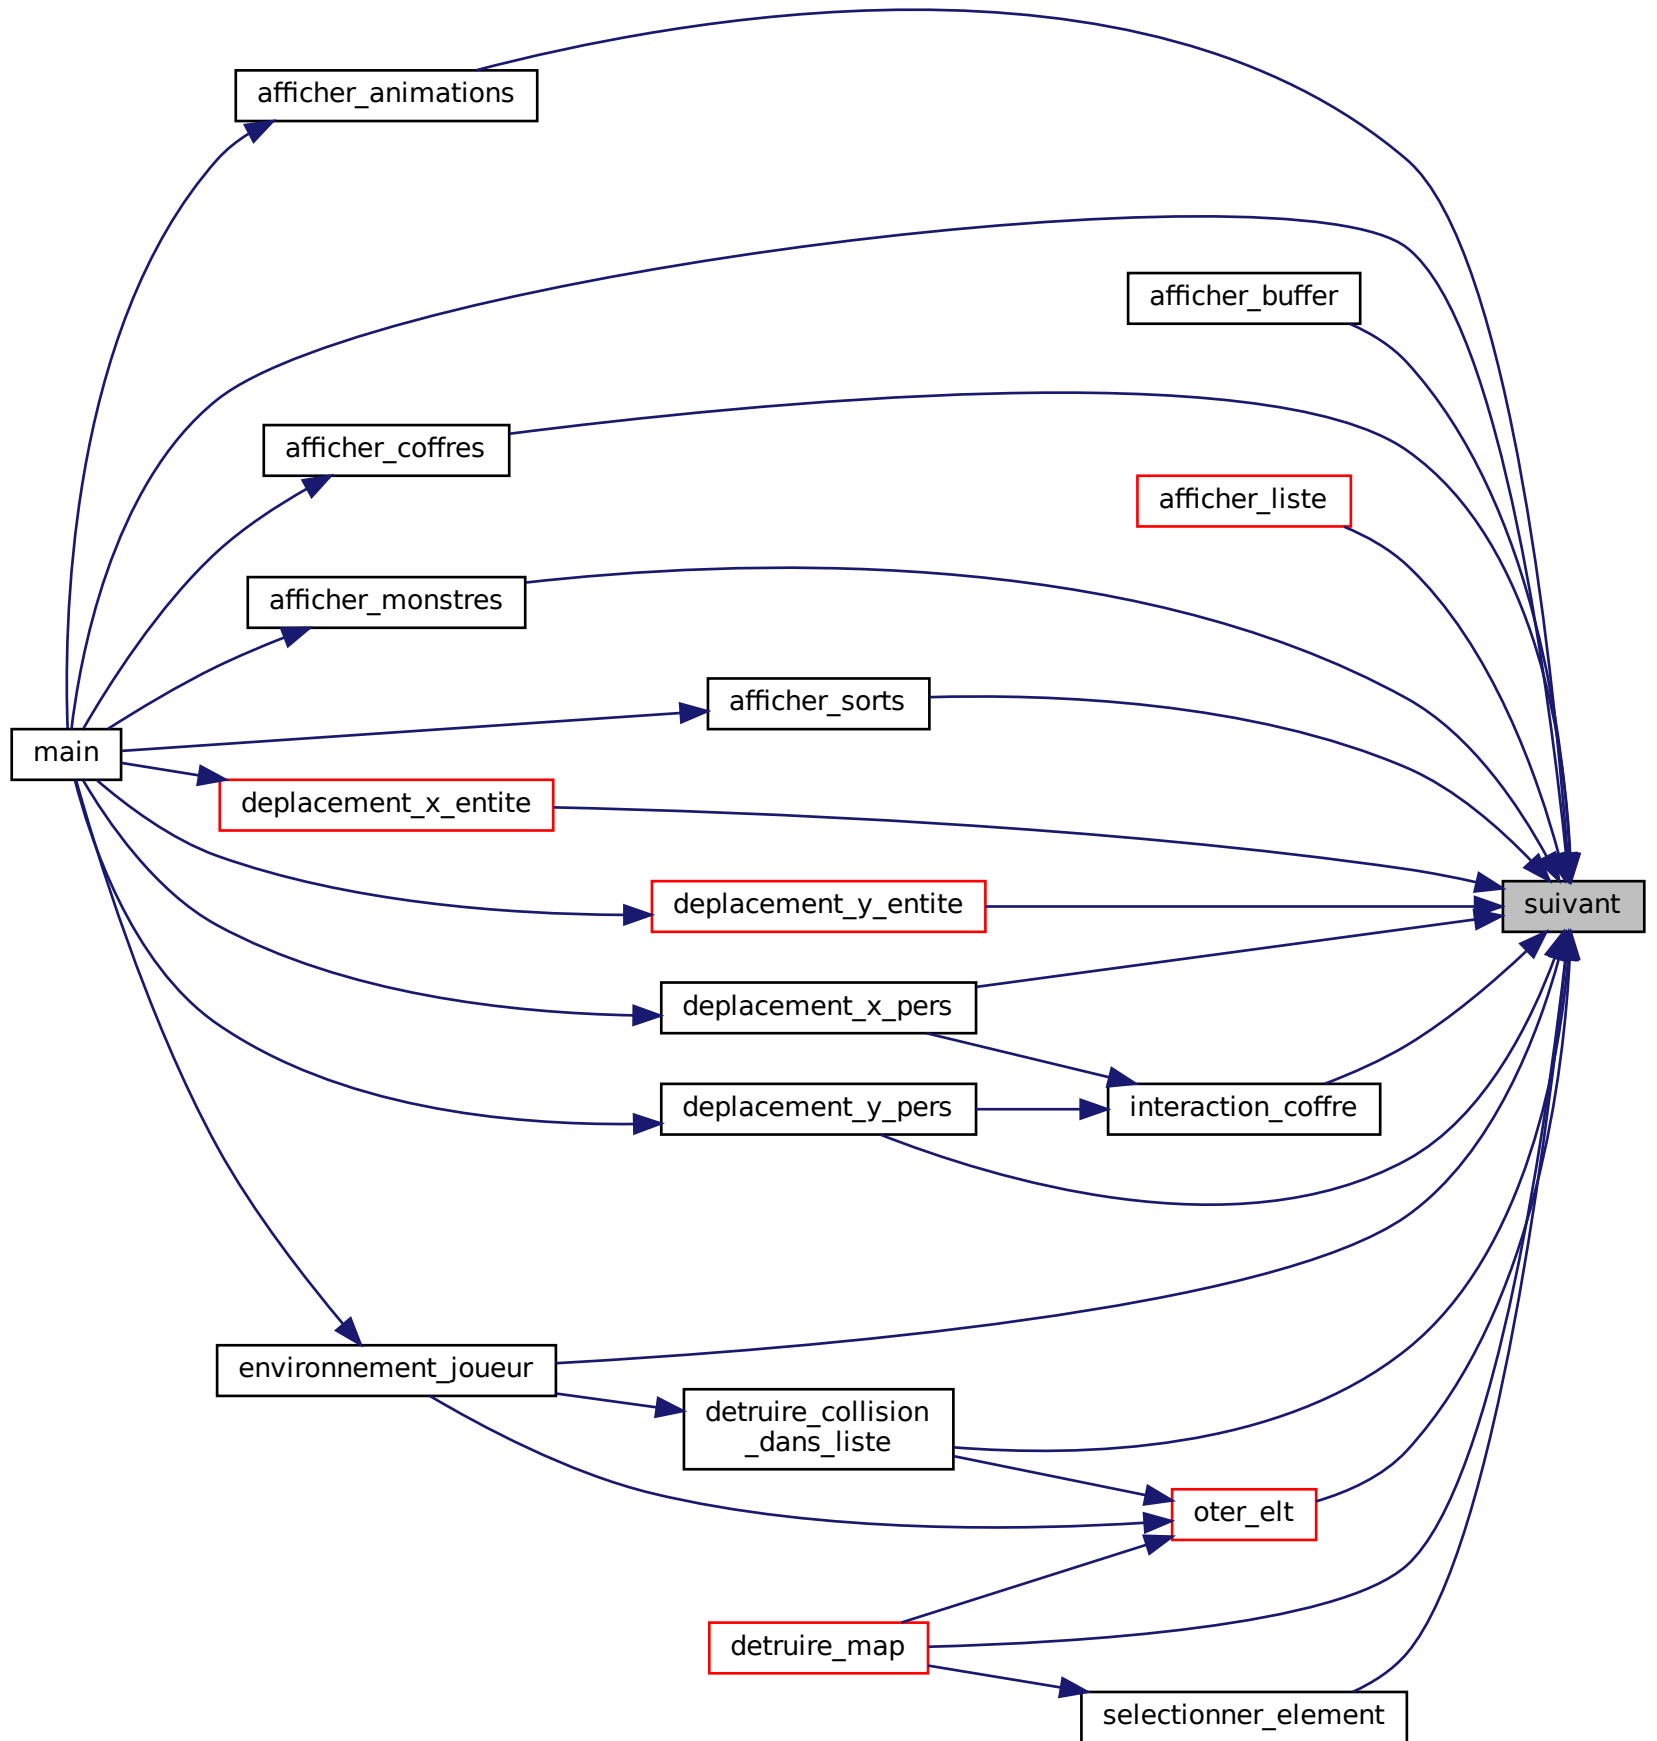 afficher_animations
afficher_buffer
afficher_coffres
afficher_liste
afficher_monstres
afficher_sorts
main
deplacement_x_entite
deplacement_y_entite
suivant
deplacement_x_pers
deplacement_y_pers
interaction_coffre
environnement_joueur
detruire_collision
_dans_liste
oter_elt
detruire_map
selectionner_element